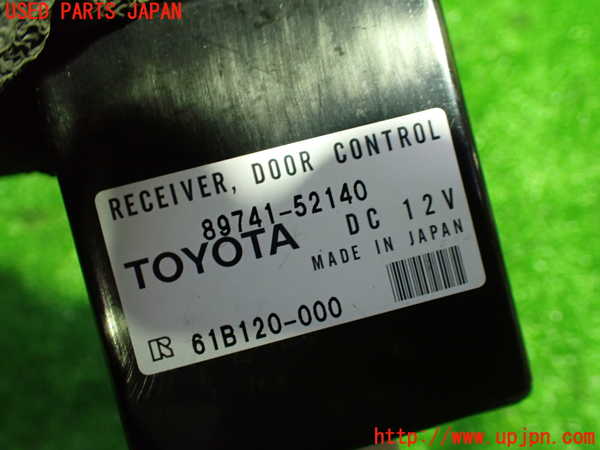 USED PARTS JAPAN
RECEIVER, DOOR CONTROL
89741-52140
TOYOTA DC 12V
MADE IN JAPAN
R 61B120-000
http://www.upjpn.com/